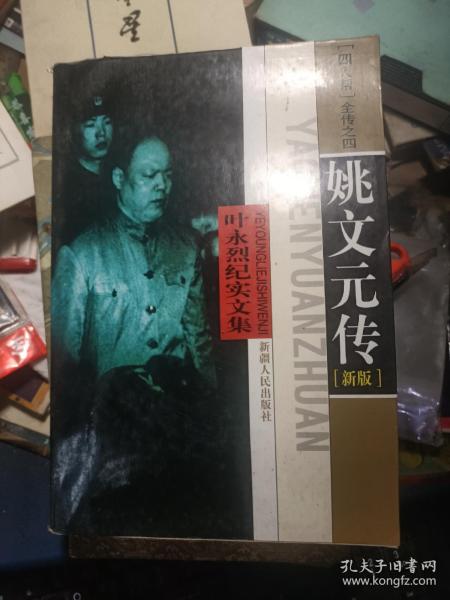 [四人帮]全传之四
姚文元传
[新版]
YAOWENYUANZHUAN
叶永烈纪实文集
YEYONGLIEJISHIWENJI
新疆人民出版社
孔夫子旧书网
www.kongfz.com